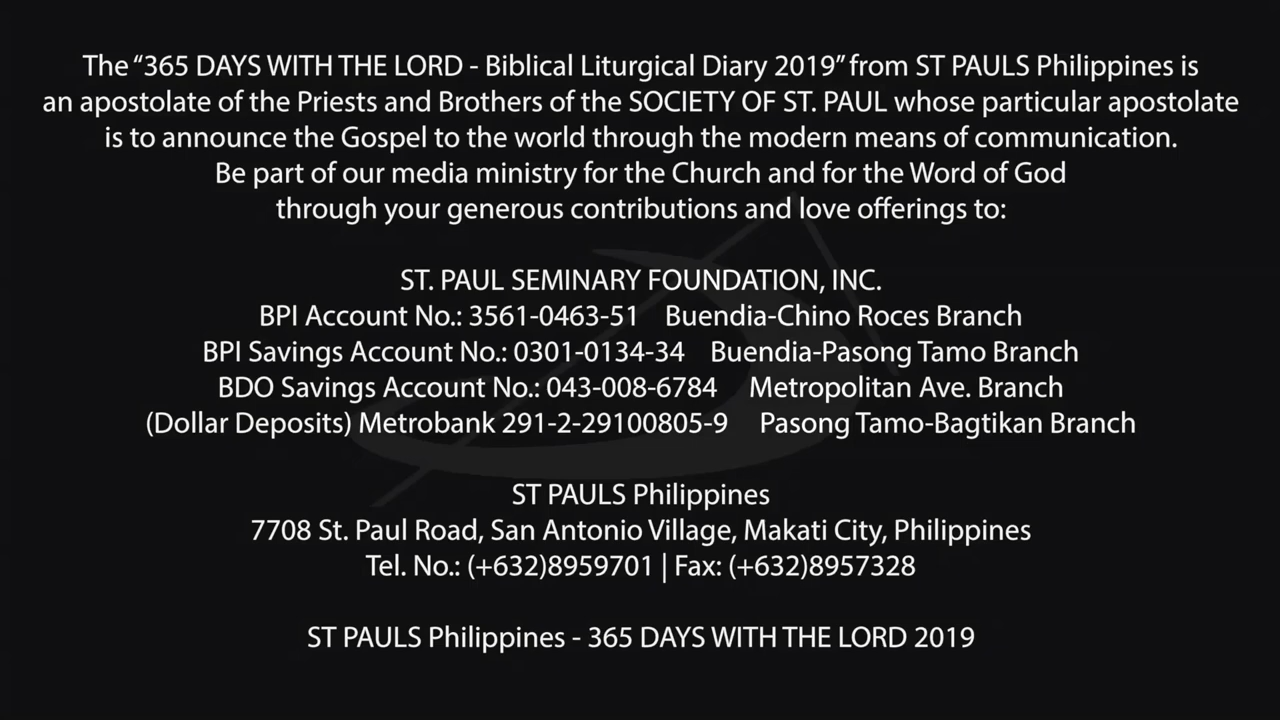 The “365 DAYS WITH THE LORD - Biblical Liturgical Diary 2019” from ST PAULS Philippines is
an apostolate of the Priests and Brothers of the SOCIETY OF ST. PAUL whose particular apostolate
is to announce the Gospel to the world through the modern means of communication.
Be part of our media ministry for the Church and for the Word of God
through your generous contributions and love offerings to:
ST. PAUL SEMINARY FOUNDATION, INC.
BPI Account No.: 3561-0463-51 Buendia-Chino Roces Branch
BPI Savings Account No.: 0301-0134-34 Buendia-Pasong Tamo Branch
BDO Savings Account No.: 043-008-6784 Metropolitan Ave. Branch
(Dollar Deposits) Metrobank 291-2-29100805-9 Pasong Tamo-Bagtikan Branch
ST PAULS Philippines
7708 St. Paul Road, San Antonio Village, Makati City, Philippines
Tel. No.: (+632)8959701 | Fax: (+632)8957328
ST PAULS Philippines - 365 DAYS WITH THE LORD 2019